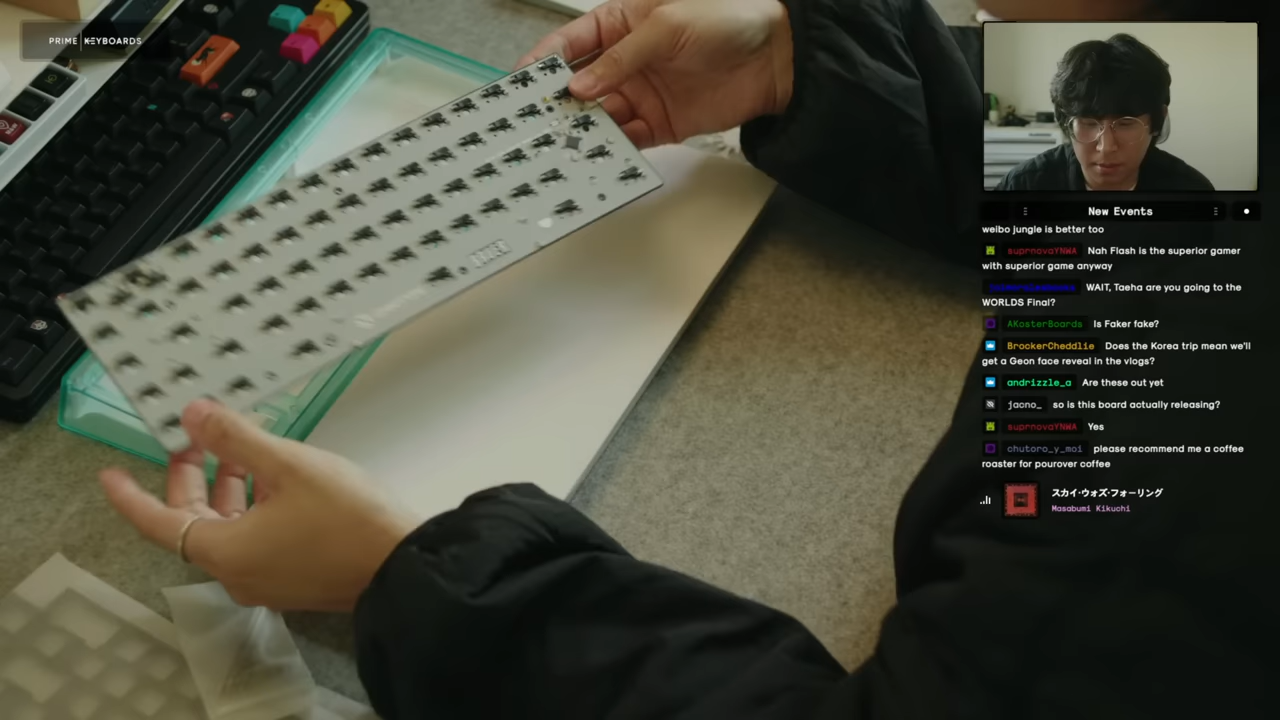 PRIME | KEYBOARDS
New Events
weibo jungle is better too
suprnovaYNWA Nah Flash is the superior gamer
with superior game anyway
WAIT, Taeha are you going to the
WORLDS Final?
AKosterBoards Is Faker fake?
BrockerCheddlie Does the Korea trip mean we'll
get a Geon face reveal in the vlogs?
andrizzle_a Are these out yet
jacno_ so is this board actually releasing?
suprnovaYNWA Yes
chutoro_y_moi please recommend me a coffee
roaster for pourover coffee
スカイ・ウォズ・フォーリング
Masabumi Kikuchi